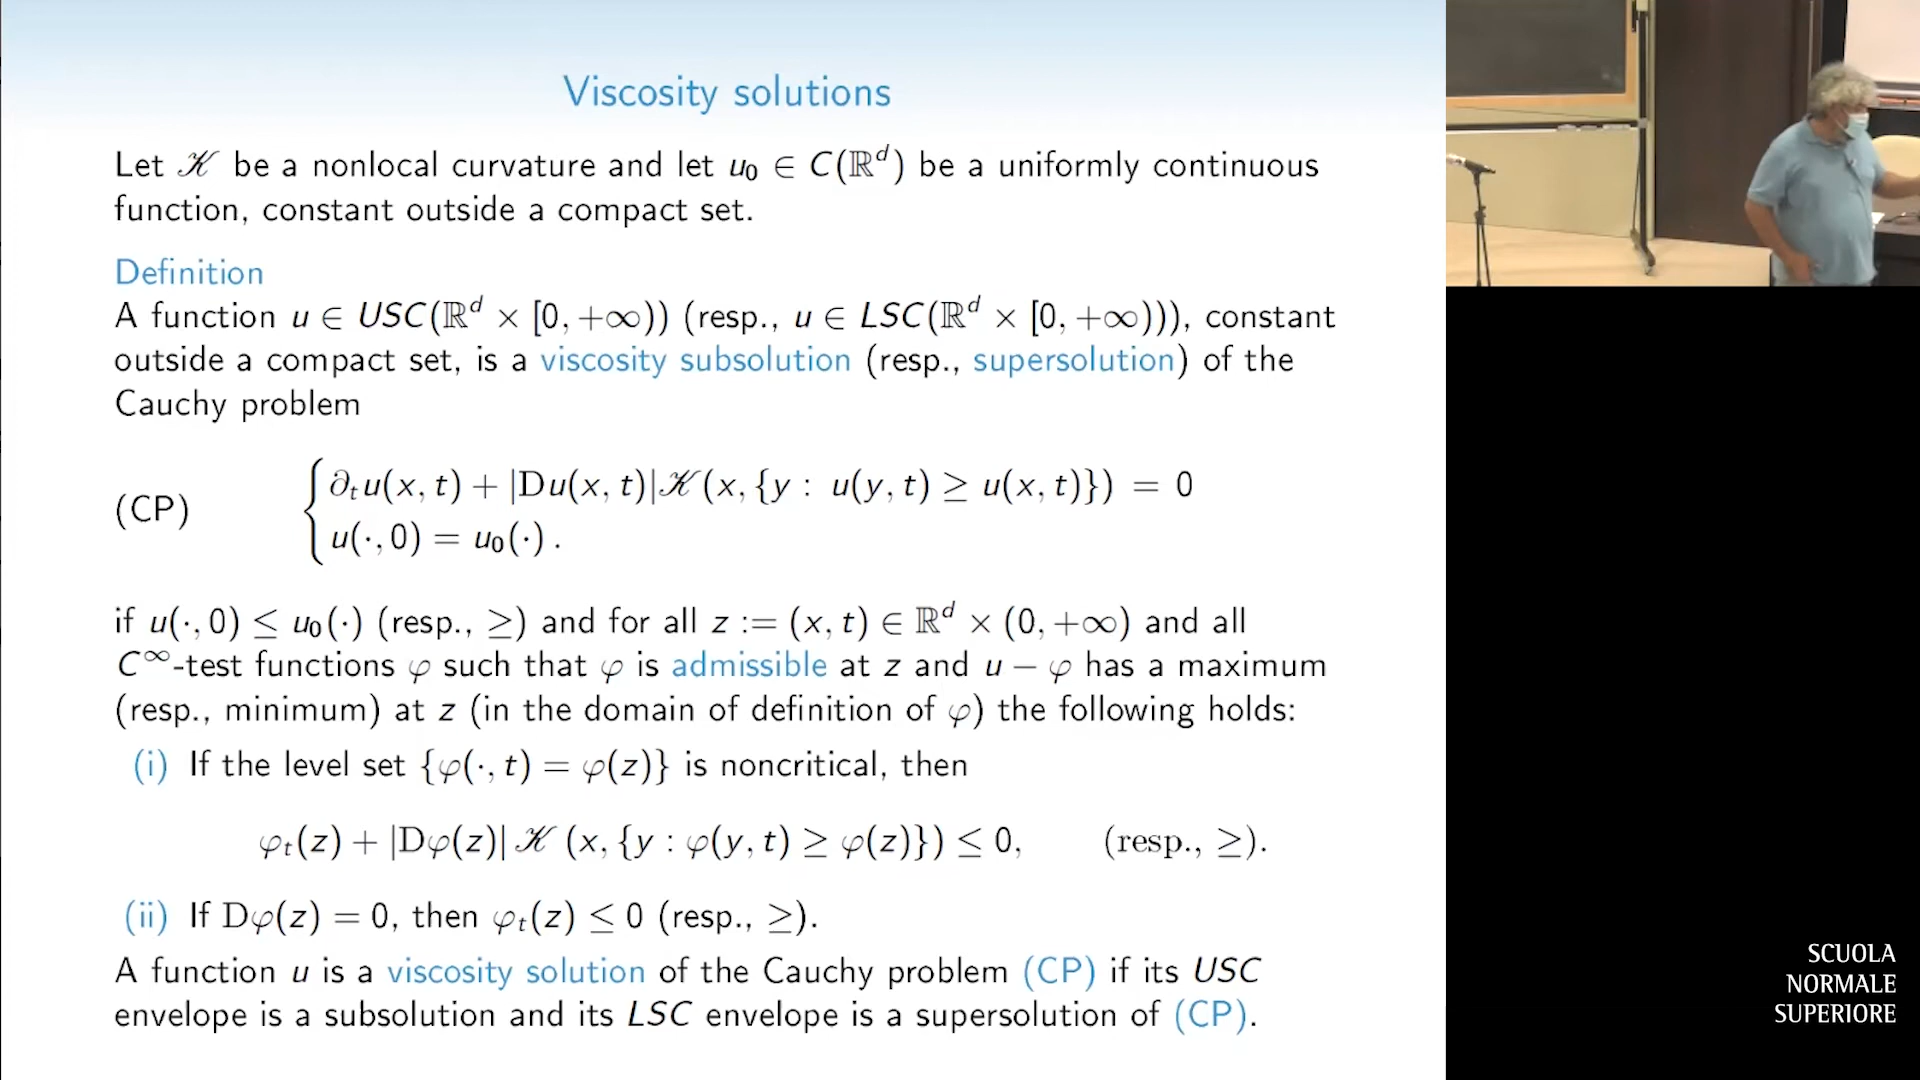 Viscosity solutions
Let 𝒦 be a nonlocal curvature and let u₀ ∈ C(ℝᵈ) be a uniformly continuous
function, constant outside a compact set.
Definition
A function u ∈ USC(ℝᵈ × [0, +∞)) (resp., u ∈ LSC(ℝᵈ × [0, +∞))), constant
outside a compact set, is a viscosity subsolution (resp., supersolution) of the
Cauchy problem
(CP) { ∂ₜu(x, t) + |Du(x, t)|𝒦(x, {y : u(y, t) ≥ u(x, t)}) = 0
u(·, 0) = u₀(·) .
if u(·, 0) ≤ u₀(·) (resp., ≥) and for all z := (x, t) ∈ ℝᵈ × (0, +∞) and all
C^∞-test functions φ such that φ is admissible at z and u − φ has a maximum
(resp., minimum) at z (in the domain of definition of φ) the following holds:
(i) If the level set {φ(·, t) = φ(z)} is noncritical, then
φₜ(z) + |Dφ(z)| 𝒦 (x, {y : φ(y, t) ≥ φ(z)}) ≤ 0, (resp., ≥).
(ii) If Dφ(z) = 0, then φₜ(z) ≤ 0 (resp., ≥).
A function u is a viscosity solution of the Cauchy problem (CP) if its USC
envelope is a subsolution and its LSC envelope is a supersolution of (CP).
SCUOLA
NORMALE
SUPERIORE